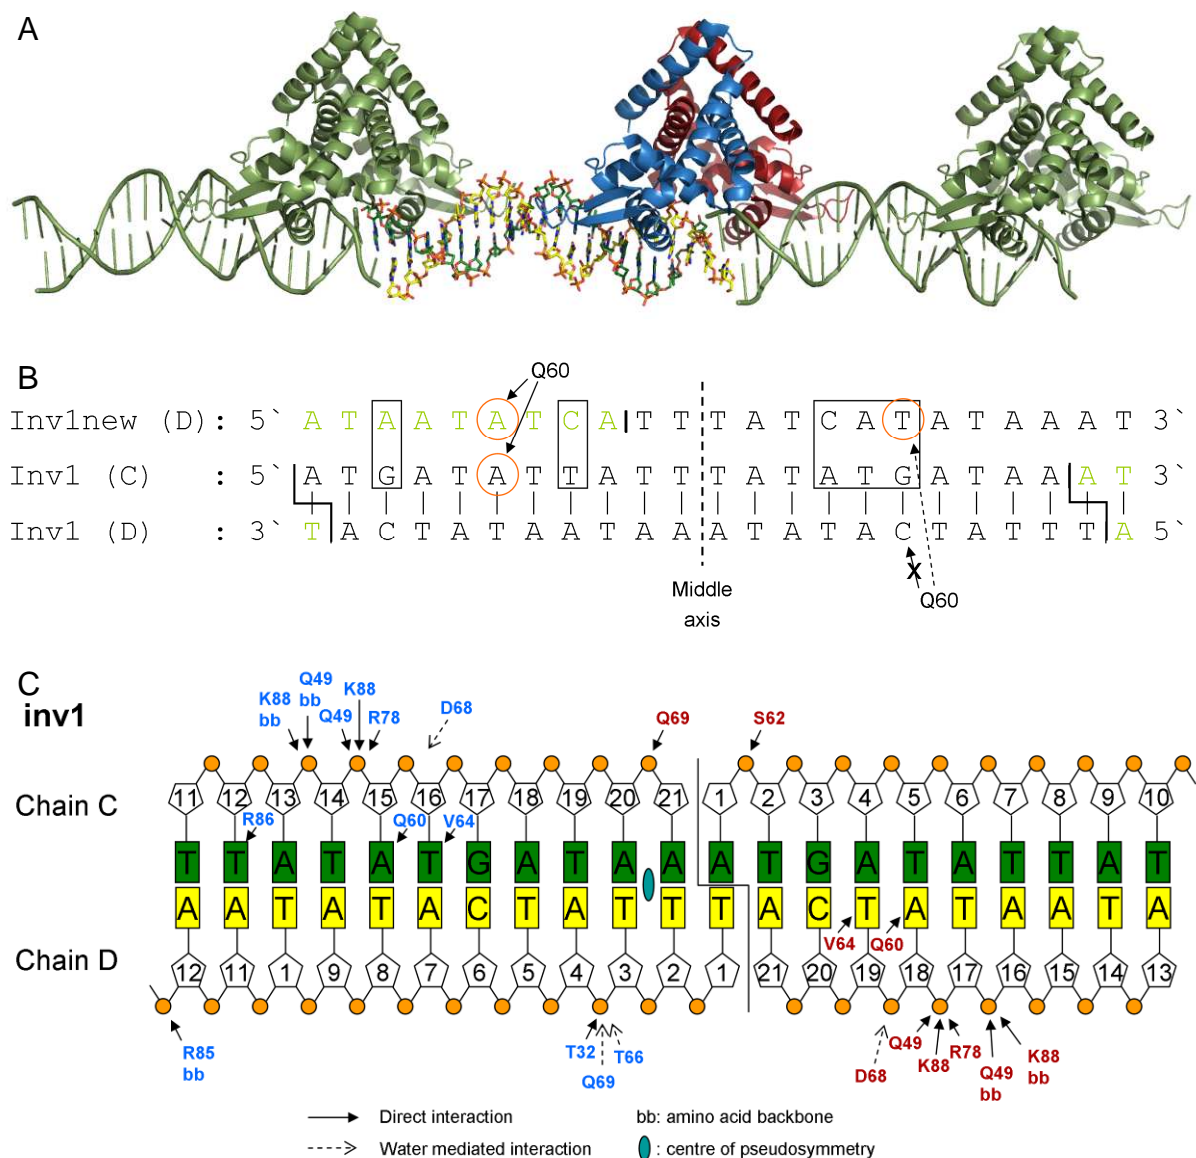 A
B
Q60
Inv1new (D): 5` A T A A T A T C A T T T A T C A T A T A A A T 3`
Inv1 (C) : 5` A T G A T A T T A T T T A T A T G A T A A A T 3`
Inv1 (D) : 3` T A C T A T A A T A A A T A T A C T A T T T A 5`
X
Middle
axis
Q60
C
inv1
K88
bb
Q49
bb
Q49
K88
R78
D68
Q69
S62
Chain C
11 12 13 14 15 16 17 18 19 20 21 1 2 3 4 5 6 7 8 9 10
R86
Q60
V64
T T A T A T G A T A A A T G A T A T T A T
A A T A T A C T A T T T A C T A T A A T A
V64
Q60
Chain D
12 11 1 9 8 7 6 5 4 3 2 1 21 20 19 18 17 16 15 14 13
R85
bb
T32
Q69
T66
D68
Q49
K88
R78
Q49
bb
K88
bb
Direct interaction
bb: amino acid backbone
Water mediated interaction
: centre of pseudosymmetry